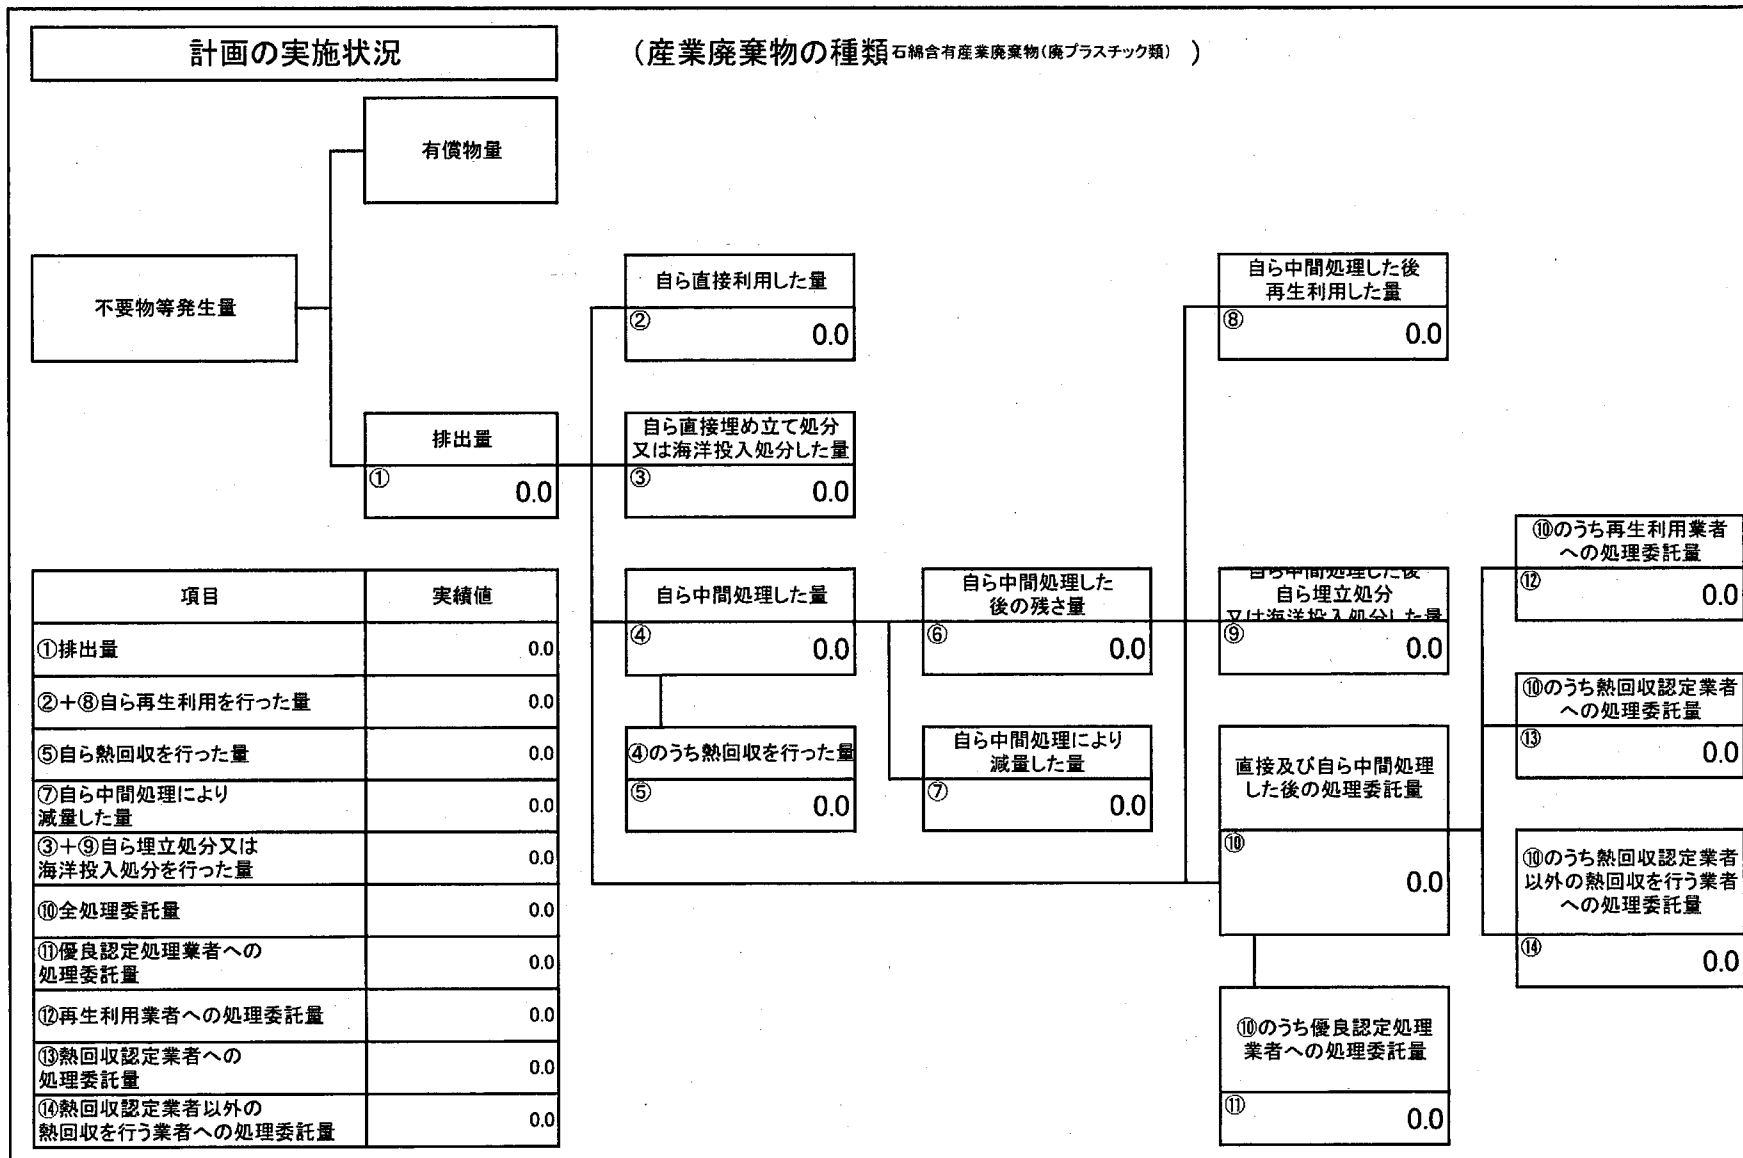 計画の実施状況
(産業廃棄物の種類 石綿含有産業廃棄物(廃プラスチック類) )
有償物量
不要物等発生量
排出量
① 0.0
自ら直接利用した量
② 0.0
自ら直接埋め立て処分
又は海洋投入処分した量
③ 0.0
自ら中間処理した量
④ 0.0
④のうち熱回収を行った量
⑤ 0.0
自ら中間処理した
後の残さ量
⑥ 0.0
自ら中間処理により
減量した量
⑦ 0.0
自ら中間処理した後
再生利用した量
⑧ 0.0
自ら中間処理した後
自ら埋立処分
又は海洋投入処分した量
⑨ 0.0
直接及び自ら中間処理
した後の処理委託量
⑩ 0.0
⑩のうち優良認定処理
業者への処理委託量
⑪ 0.0
⑩のうち再生利用業者
への処理委託量
⑫ 0.0
⑩のうち熱回収認定業者
への処理委託量
⑬ 0.0
⑩のうち熱回収認定業者
以外の熱回収を行う業者
への処理委託量
⑭ 0.0
項目 実績値
①排出量 0.0
②+⑧自ら再生利用を行った量 0.0
⑤自ら熱回収を行った量 0.0
⑦自ら中間処理により
減量した量 0.0
③+⑨自ら埋立処分又は
海洋投入処分を行った量 0.0
⑩全処理委託量 0.0
⑪優良認定処理業者への
処理委託量 0.0
⑫再生利用業者への処理委託量 0.0
⑬熱回収認定業者への
処理委託量 0.0
⑭熱回収認定業者以外の
熱回収を行う業者への処理委託量 0.0